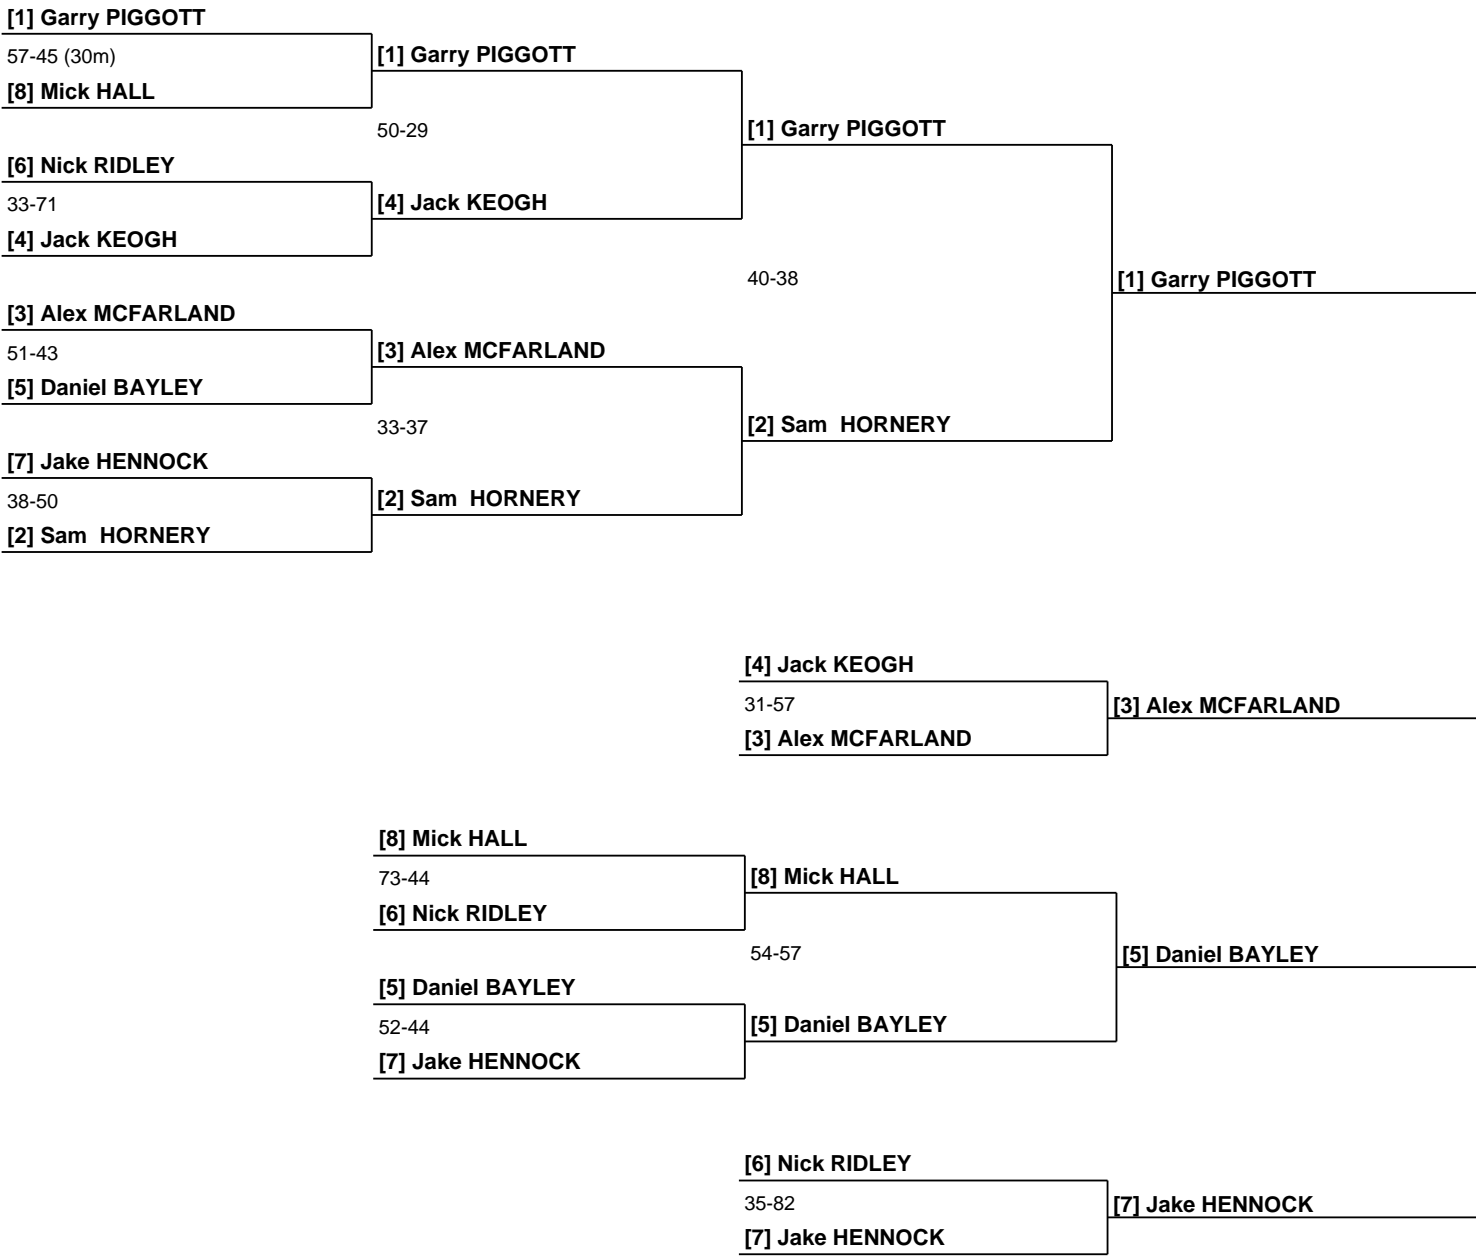 [1] Garry PIGGOTT
57-45 (30m)
[1] Garry PIGGOTT
[8] Mick HALL
50-29
[1] Garry PIGGOTT
[6] Nick RIDLEY
33-71
[4] Jack KEOGH
[4] Jack KEOGH
40-38
[1] Garry PIGGOTT
[3] Alex MCFARLAND
51-43
[3] Alex MCFARLAND
[5] Daniel BAYLEY
33-37
[2] Sam  HORNERY
[7] Jake HENNOCK
38-50
[2] Sam  HORNERY
[2] Sam  HORNERY
[4] Jack KEOGH
31-57
[3] Alex MCFARLAND
[3] Alex MCFARLAND
[8] Mick HALL
73-44
[8] Mick HALL
[6] Nick RIDLEY
54-57
[5] Daniel BAYLEY
[5] Daniel BAYLEY
52-44
[5] Daniel BAYLEY
[7] Jake HENNOCK
[6] Nick RIDLEY
35-82
[7] Jake HENNOCK
[7] Jake HENNOCK